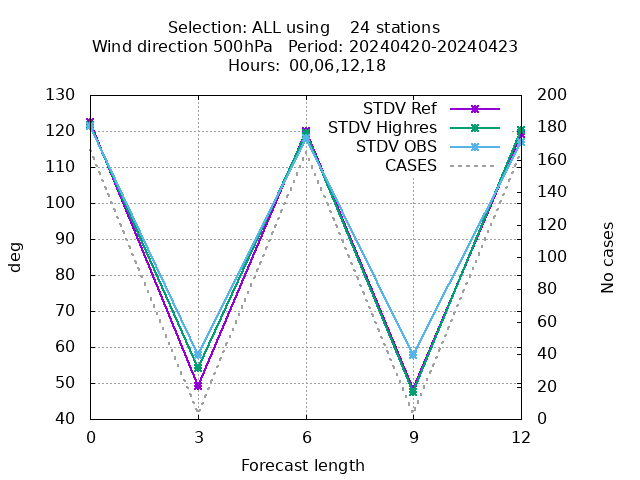 Selection: ALL using    24 stations
Wind direction 500hPa   Period: 20240420-20240423
Hours: 00,06,12,18
STDV Ref
STDV Highres
STDV OBS
CASES
130
120
110
100
90
80
70
60
50
40
deg
200
180
160
140
120
100
80
60
40
20
0
No cases
0 3 6 9 12
Forecast length